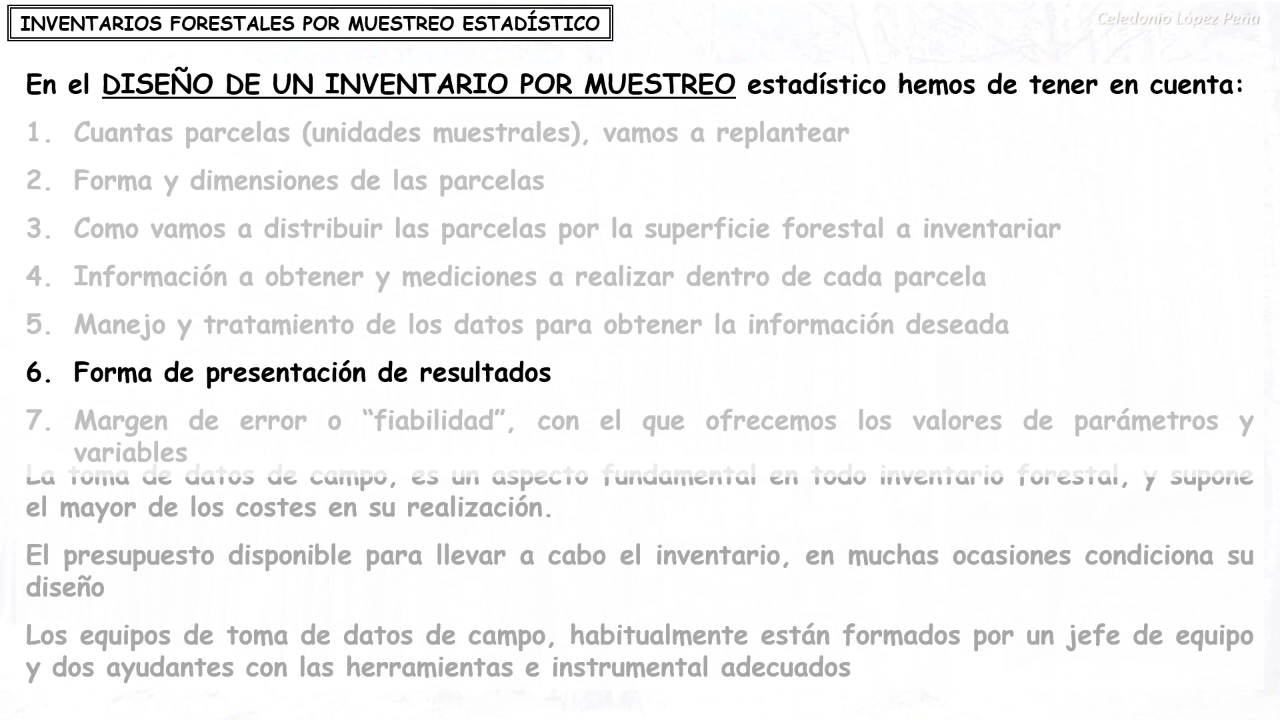 INVENTARIOS FORESTALES POR MUESTREO ESTADÍSTICO
Celedonio López Peña
En el DISEÑO DE UN INVENTARIO POR MUESTREO estadístico hemos de tener en cuenta:
1. Cuantas parcelas (unidades muestrales), vamos a replantear
2. Forma y dimensiones de las parcelas
3. Como vamos a distribuir las parcelas por la superficie forestal a inventariar
4. Información a obtener y mediciones a realizar dentro de cada parcela
5. Manejo y tratamiento de los datos para obtener la información deseada
6. Forma de presentación de resultados
7. Margen de error o “fiabilidad”, con el que ofrecemos los valores de parámetros y
variables
La toma de datos de campo, es un aspecto fundamental en todo inventario forestal, y supone
el mayor de los costes en su realización.
El presupuesto disponible para llevar a cabo el inventario, en muchas ocasiones condiciona su
diseño
Los equipos de toma de datos de campo, habitualmente están formados por un jefe de equipo
y dos ayudantes con las herramientas e instrumental adecuados